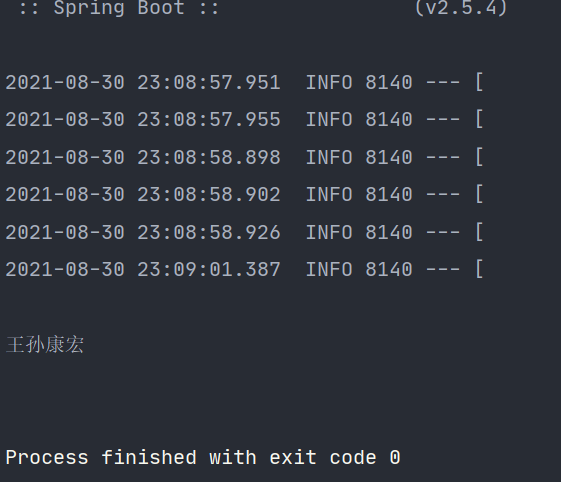 :: Spring Boot :: (v2.5.4)
2021-08-30 23:08:57.951 INFO 8140 --- [
2021-08-30 23:08:57.955 INFO 8140 --- [
2021-08-30 23:08:58.898 INFO 8140 --- [
2021-08-30 23:08:58.902 INFO 8140 --- [
2021-08-30 23:08:58.926 INFO 8140 --- [
2021-08-30 23:09:01.387 INFO 8140 --- [
王孙康宏
Process finished with exit code 0